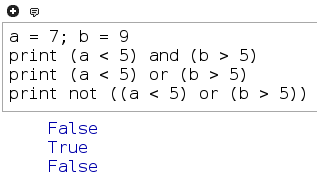 a = 7; b = 9
print (a < 5) and (b > 5)
print (a < 5) or (b > 5)
print not ((a < 5) or (b > 5))
False
True
False